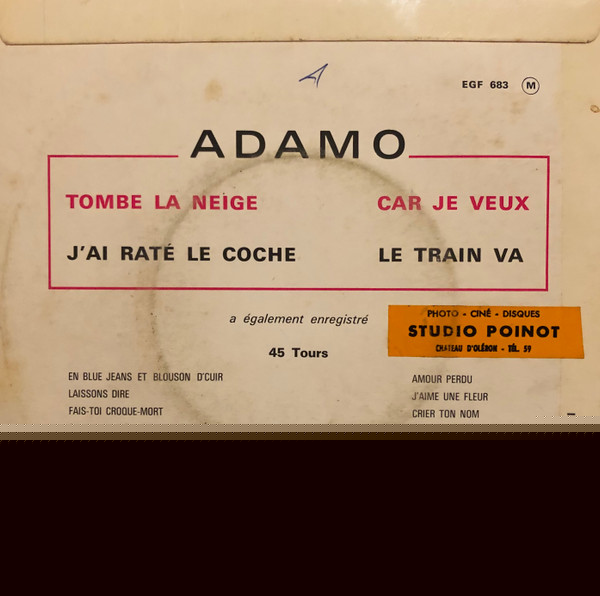 EGF 683 M
ADAMO
TOMBE LA NEIGE CAR JE VEUX
J'AI RATÉ LE COCHE LE TRAIN VA
a également enregistré
PHOTO - CINÉ - DISQUES
STUDIO POINOT
CHATEAU D'OLÉRON - TÉL. 59
45 Tours
EN BLUE JEANS ET BLOUSON D'CUIR AMOUR PERDU
LAISSONS DIRE J'AIME UNE FLEUR
FAIS-TOI CROQUE-MORT CRIER TON NOM